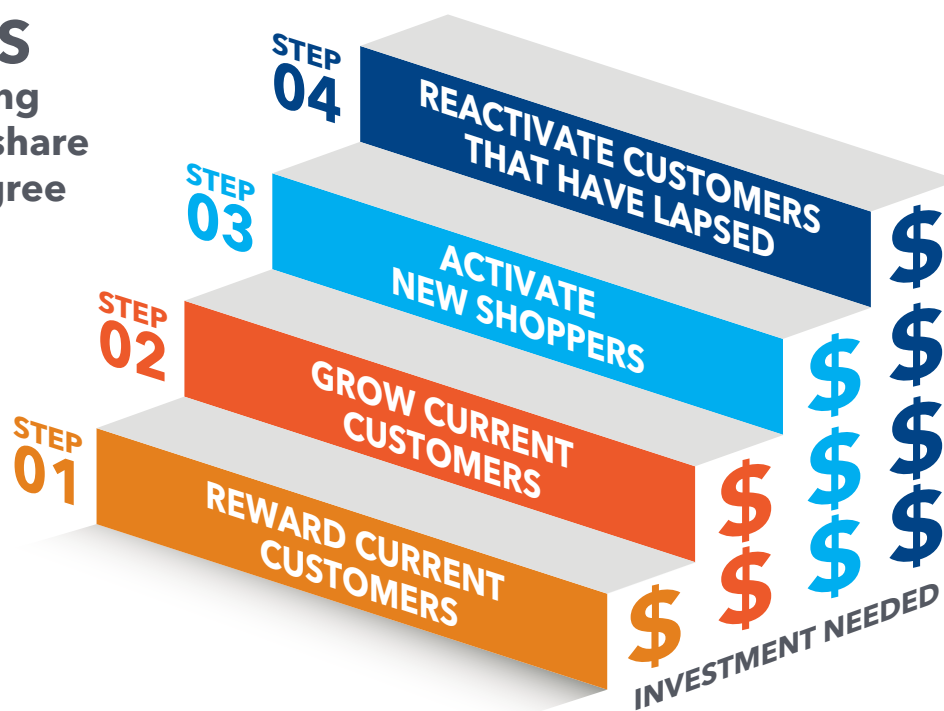 S
ng
share
gree
STEP
04
REACTIVATE CUSTOMERS
THAT HAVE LAPSED
$
STEP
03
ACTIVATE
NEW SHOPPERS
$
$
STEP
02
GROW CURRENT
CUSTOMERS
$
$
$
STEP
01
REWARD CURRENT
CUSTOMERS
$
$
$
$
INVESTMENT NEEDED